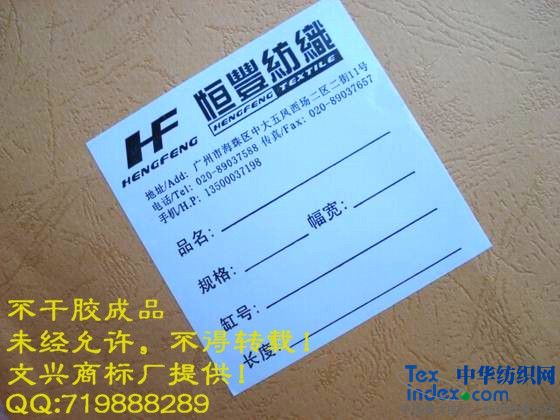 恒豐紡織
HENGFENG TEXTILE
HF
HENGFENG
地址/Add: 广州市海珠区中大五凤西场二区二街11号
电话/Tel: 020-89037588 传真/Fax: 020-89037657
手机/H.P: 13500037198
品名:
规格: 幅宽:
缸号:
长度
不干胶成品
未经允许，不得转载!
文兴商标厂提供!
QQ:719888289
Tex 中华纺织网
index.com